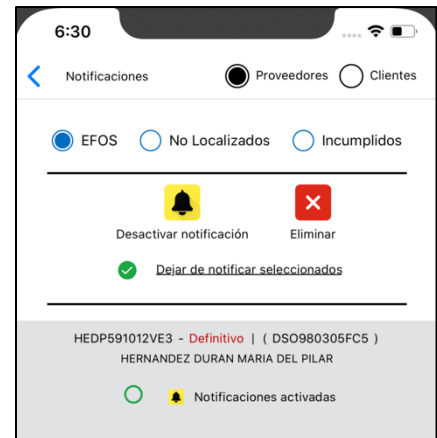 6:30
Notificaciones Proveedores Clientes
EFOS No Localizados Incumplidos
Desactivar notificación Eliminar
Dejar de notificar seleccionados
HEDP591012VE3 - Definitivo | ( DSO980305FC5 )
HERNANDEZ DURAN MARIA DEL PILAR
Notificaciones activadas